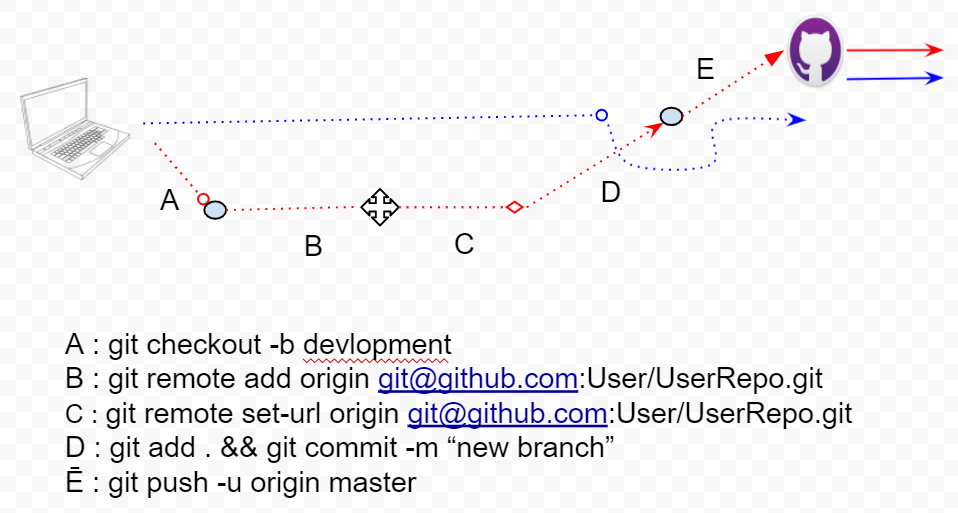 E
A
D
B
C
A : git checkout -b devlopment
B : git remote add origin git@github.com:User/UserRepo.git
C : git remote set-url origin git@github.com:User/UserRepo.git
D : git add . && git commit -m “new branch”
Ē : git push -u origin master